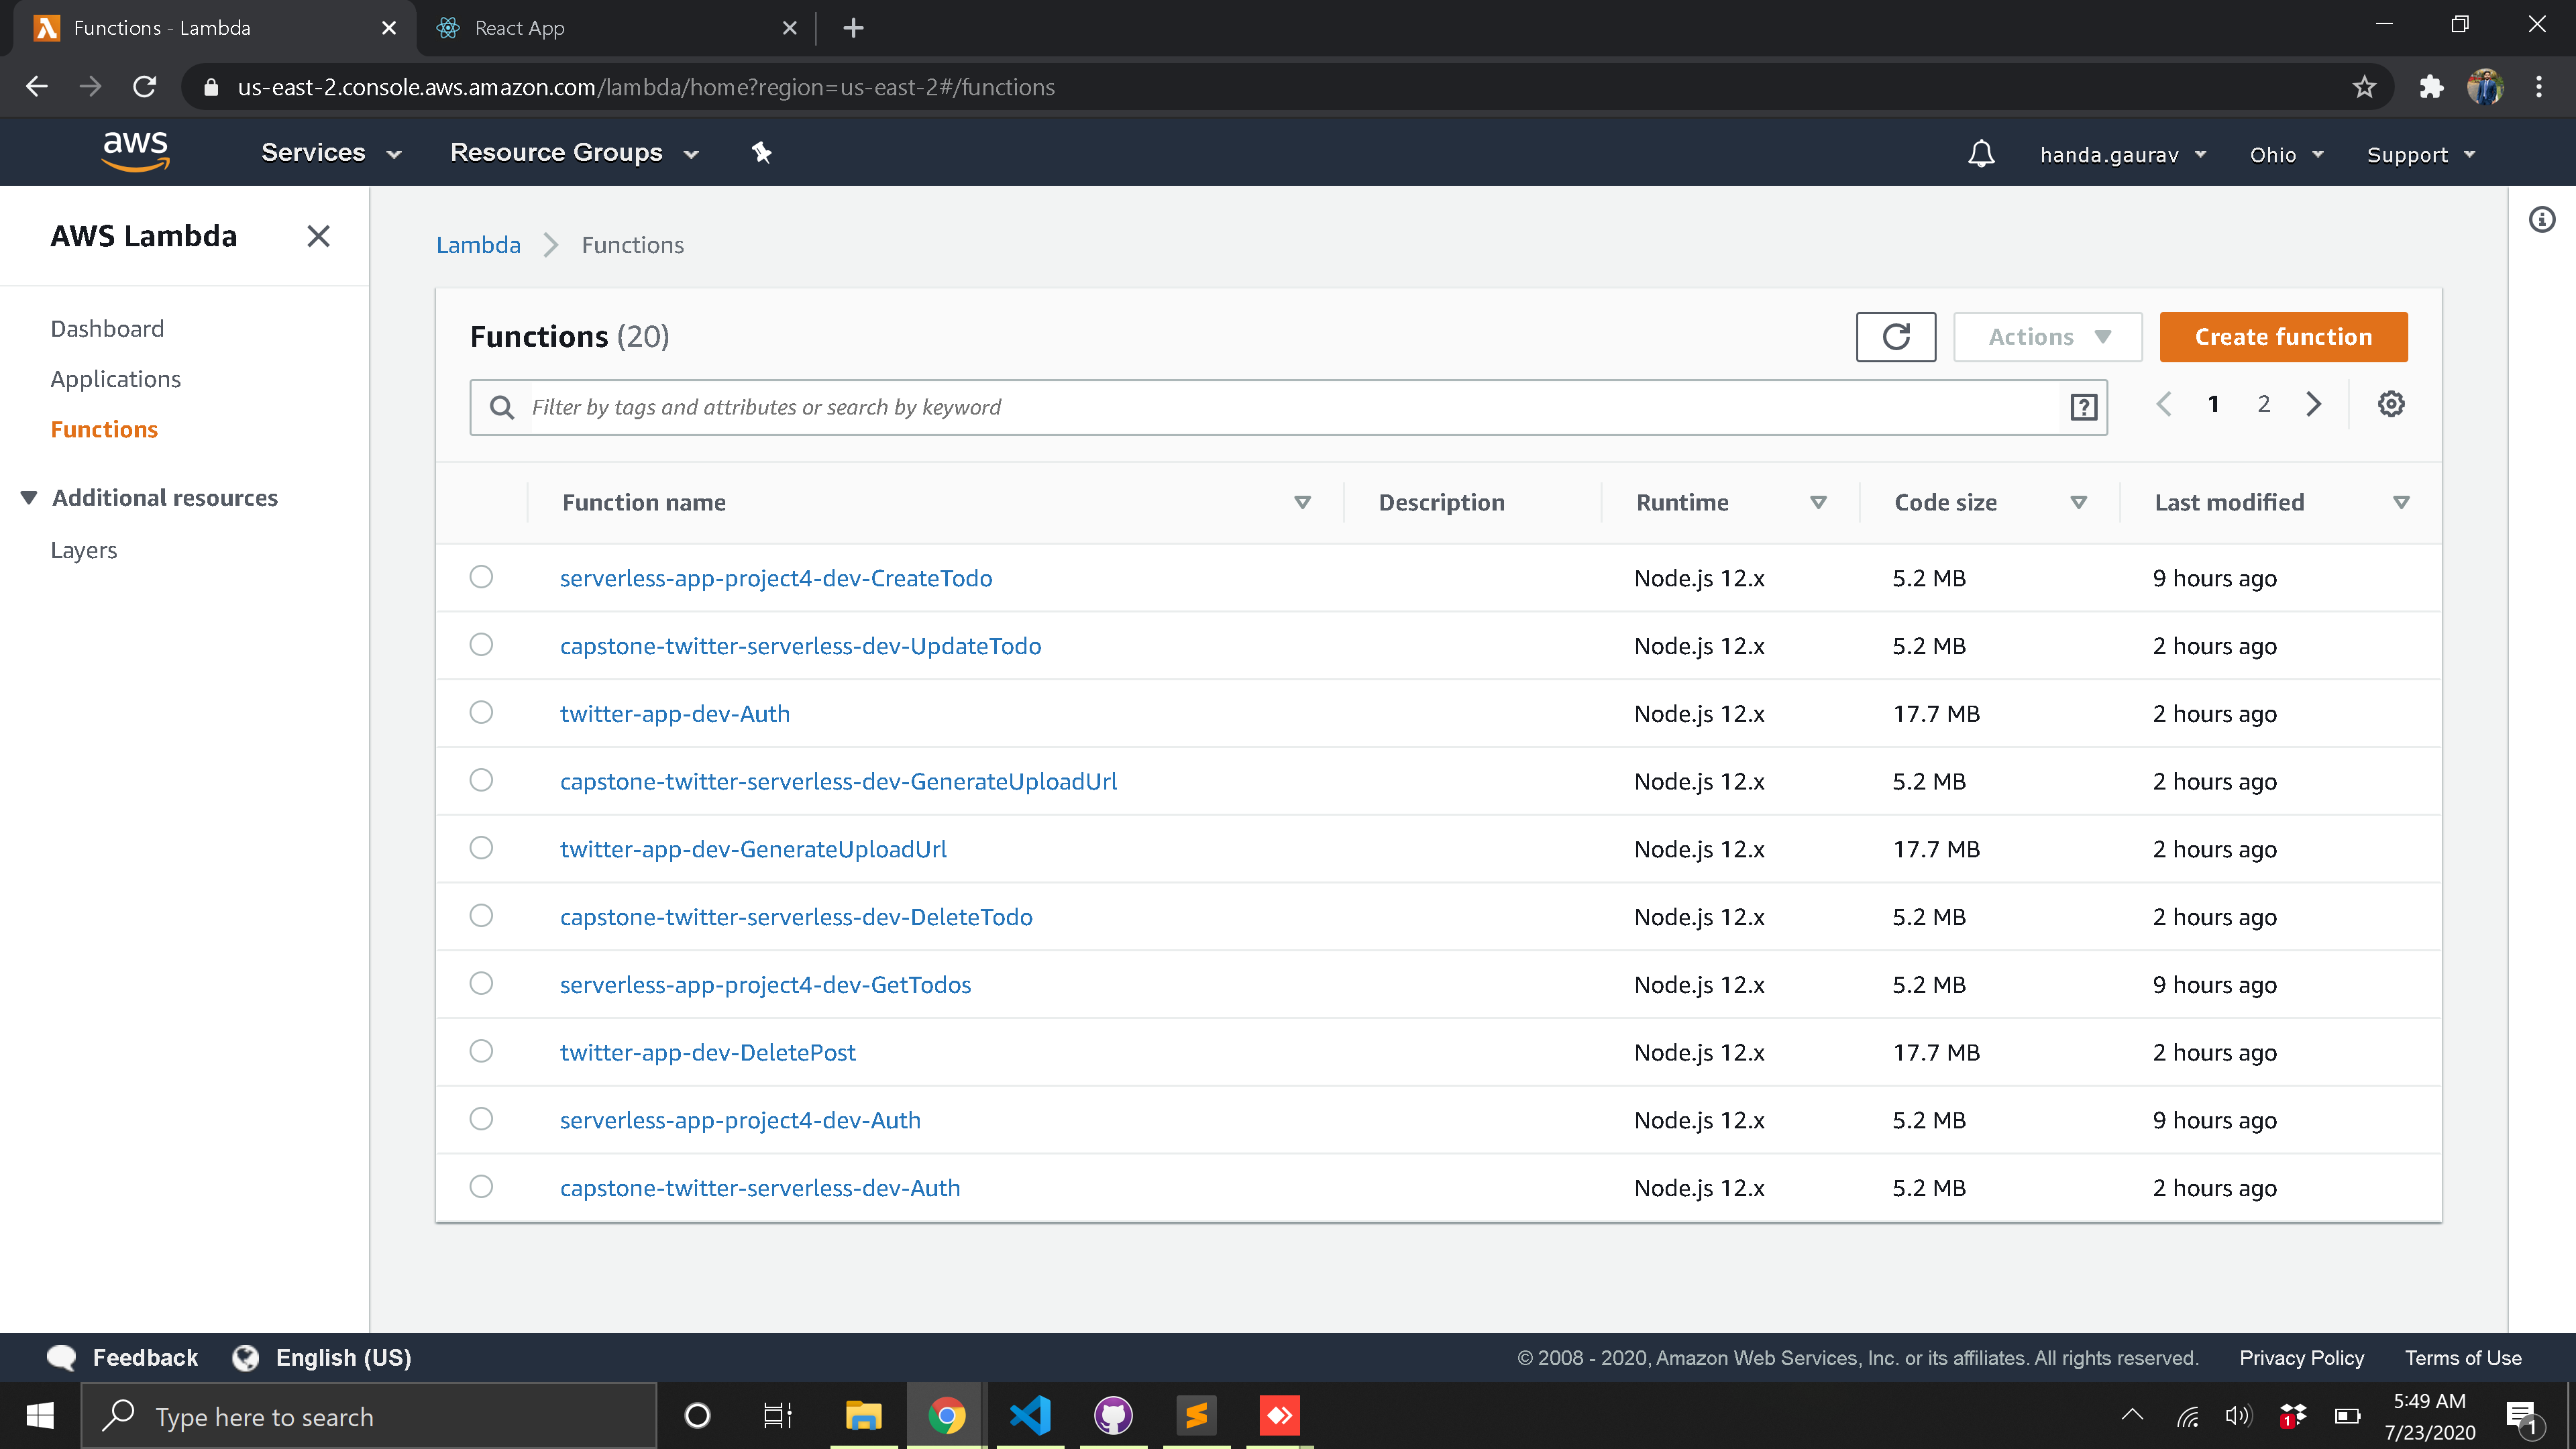 Functions - Lambda
React App
us-east-2.console.aws.amazon.com/lambda/home?region=us-east-2#/functions
aws
Services
Resource Groups
handa.gaurav
Ohio
Support
AWS Lambda
Dashboard
Applications
Functions
Additional resources
Layers
Lambda
Functions
Functions (20)
Actions
Create function
Filter by tags and attributes or search by keyword
1 2
Function name Description Runtime Code size Last modified
serverless-app-project4-dev-CreateTodo Node.js 12.x 5.2 MB 9 hours ago
capstone-twitter-serverless-dev-UpdateTodo Node.js 12.x 5.2 MB 2 hours ago
twitter-app-dev-Auth Node.js 12.x 17.7 MB 2 hours ago
capstone-twitter-serverless-dev-GenerateUploadUrl Node.js 12.x 5.2 MB 2 hours ago
twitter-app-dev-GenerateUploadUrl Node.js 12.x 17.7 MB 2 hours ago
capstone-twitter-serverless-dev-DeleteTodo Node.js 12.x 5.2 MB 2 hours ago
serverless-app-project4-dev-GetTodos Node.js 12.x 5.2 MB 9 hours ago
twitter-app-dev-DeletePost Node.js 12.x 17.7 MB 2 hours ago
serverless-app-project4-dev-Auth Node.js 12.x 5.2 MB 9 hours ago
capstone-twitter-serverless-dev-Auth Node.js 12.x 5.2 MB 2 hours ago
Feedback
English (US)
© 2008 - 2020, Amazon Web Services, Inc. or its affiliates. All rights reserved.
Privacy Policy
Terms of Use
Type here to search
1
5:49 AM
7/23/2020
1